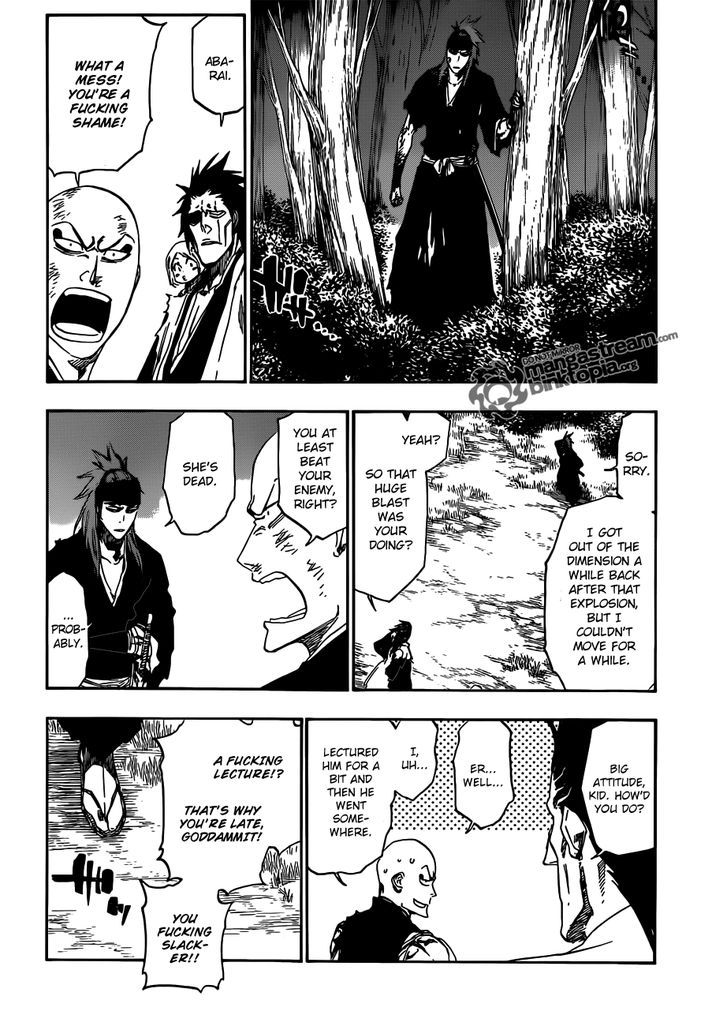 ABA-
RAI.
WHAT A
MESS!
YOU'RE A
FUCKING
SHAME!
DO NOT MIRROR
mangastream.com
binktopia.org
SO-
RRY.
I GOT
OUT OF THE
DIMENSION A
WHILE BACK
AFTER THAT
EXPLOSION,
BUT I
COULDN'T
MOVE FOR
A WHILE.
YEAH?
SO THAT
HUGE
BLAST
WAS
YOUR
DOING?
YOU AT
LEAST
BEAT
YOUR
ENEMY,
RIGHT?
SHE'S
DEAD.
...
PROB-
ABLY.
BIG
ATTITUDE,
KID. HOW'D
YOU DO?
ER...
WELL...
I,
UH...
LECTURED
HIM FOR A
BIT AND
THEN HE
WENT
SOME-
WHERE.
A FUCKING
LECTURE!?
THAT'S WHY
YOU'RE LATE,
GODDAMMIT!
YOU
FUCKING
SLACK-
ER!!